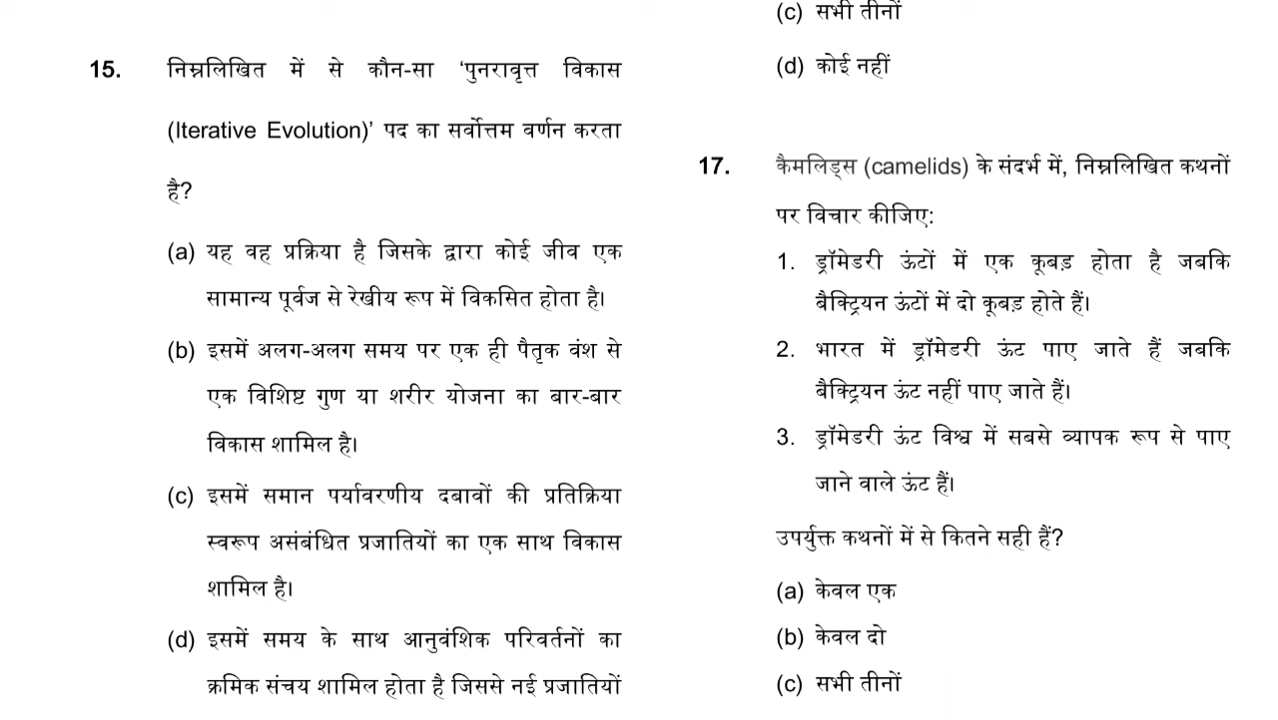 15. निम्नलिखित में से कौन-सा ‘पुनरावृत्त विकास
(Iterative Evolution)’ पद का सर्वोत्तम वर्णन करता
है?
(a) यह वह प्रक्रिया है जिसके द्वारा कोई जीव एक
सामान्य पूर्वज से रेखीय रूप में विकसित होता है।
(b) इसमें अलग-अलग समय पर एक ही पैतृक वंश से
एक विशिष्ट गुण या शरीर योजना का बार-बार
विकास शामिल है।
(c) इसमें समान पर्यावरणीय दबावों की प्रतिक्रिया
स्वरूप असंबंधित प्रजातियों का एक साथ विकास
शामिल है।
(d) इसमें समय के साथ आनुवंशिक परिवर्तनों का
क्रमिक संचय शामिल होता है जिससे नई प्रजातियों
(c) सभी तीनों
(d) कोई नहीं
17. कैमलिड्स (camelids) के संदर्भ में, निम्नलिखित कथनों
पर विचार कीजिए:
1. ड्रॉमेडरी ऊंटों में एक कूबड़ होता है जबकि
बैक्ट्रियन ऊंटों में दो कूबड़ होते हैं।
2. भारत में ड्रॉमेडरी ऊंट पाए जाते हैं जबकि
बैक्ट्रियन ऊंट नहीं पाए जाते हैं।
3. ड्रॉमेडरी ऊंट विश्व में सबसे व्यापक रूप से पाए
जाने वाले ऊंट हैं।
उपर्युक्त कथनों में से कितने सही हैं?
(a) केवल एक
(b) केवल दो
(c) सभी तीनों